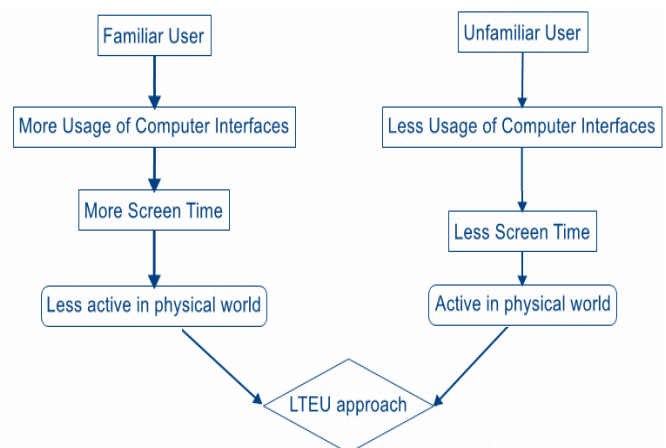 Familiar User
Unfamiliar User
More Usage of Computer Interfaces
Less Usage of Computer Interfaces
More Screen Time
Less Screen Time
Less active in physical world
Active in physical world
LTEU approach